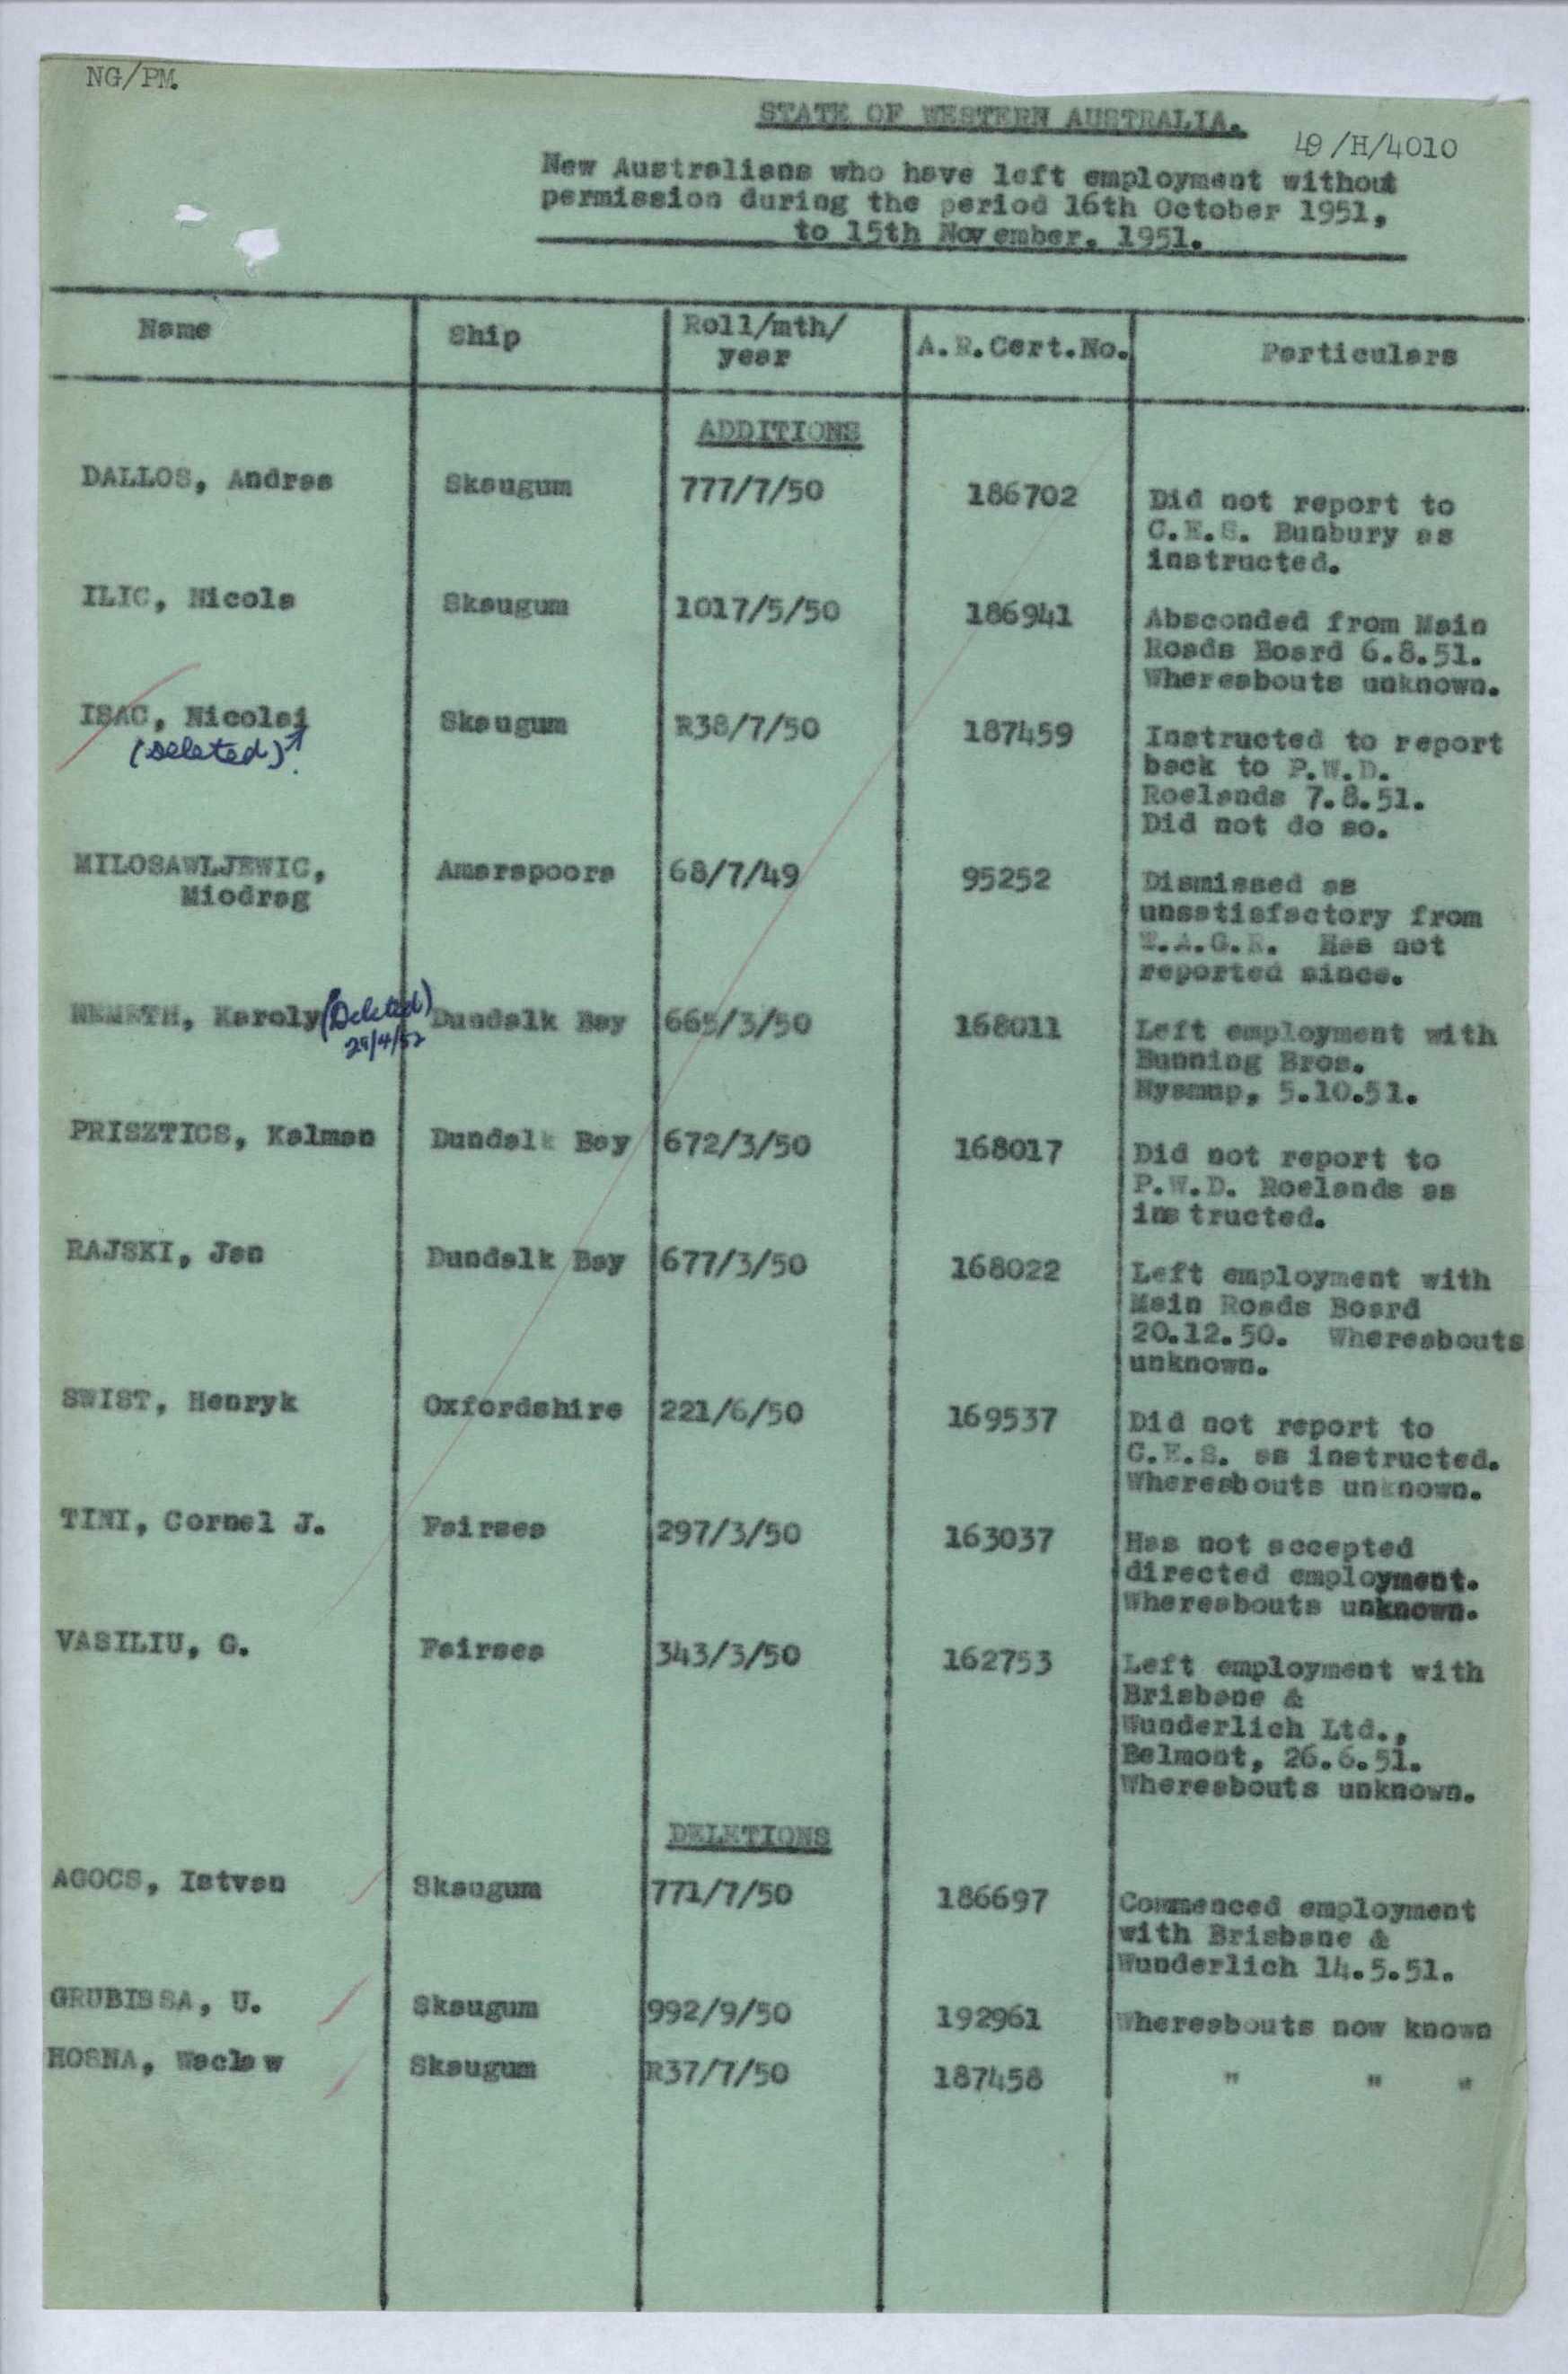 NG/PM.
STATE OF WESTERN AUSTRALIA.
49/H/4010
New Australians who have left employment without
permission during the period 16th October 1951,
to 15th November, 1951.
Name Ship Roll/mth/ year A.R.Cert.No. Particulars
ADDITIONS
DALLOS, Andras Skaugum 777/7/50 186702 Did not report to
C.E.S. Bunbury as
instructed.
ILIC, Nicola Skaugum 1017/5/50 186941 Absconded from Main
Roads Board 6.8.51.
Whereabouts unknown.
ISAC, Nicolai Skaugum R38/7/50 187459 Instructed to report
(Deleted) back to P.W.D.
Roelands 7.8.51.
Did not do so.
MILOSAWLJEWIC, Amarapoora 68/7/49 95252 Dismissed as
Miodrag unsatisfactory from
W.A.G.R. Has not
reported since.
NEMETH, Karoly (Deleted) Dundalk Bay 665/3/50 168011 Left employment with
29/4/52 Bunning Bros.
Nyamup, 5.10.51.
PRISZTICS, Kalman Dundalk Bay 672/3/50 168017 Did not report to
P.W.D. Roelands as
instructed.
RAJSKI, Jan Dundalk Bay 677/3/50 168022 Left employment with
Main Roads Board
20.12.50. Whereabouts
unknown.
SWIST, Henryk Oxfordshire 221/6/50 169537 Did not report to
C.E.S. as instructed.
Whereabouts unknown.
TINI, Cornel J. Fairsea 297/3/50 163037 Has not accepted
directed employment.
Whereabouts unknown.
VASILIU, G. Fairsea 343/3/50 162753 Left employment with
Brisbane &
Wunderlich Ltd.,
Belmont, 26.6.51.
Whereabouts unknown.
DELETIONS
AGOCS, Istvan Skaugum 771/7/50 186697 Commenced employment
with Brisbane &
Wunderlich 14.5.51.
GRUBISSA, U. Skaugum 992/9/50 192961 Whereabouts now known
HOSNA, Waclaw Skaugum R37/7/50 187458 " " "